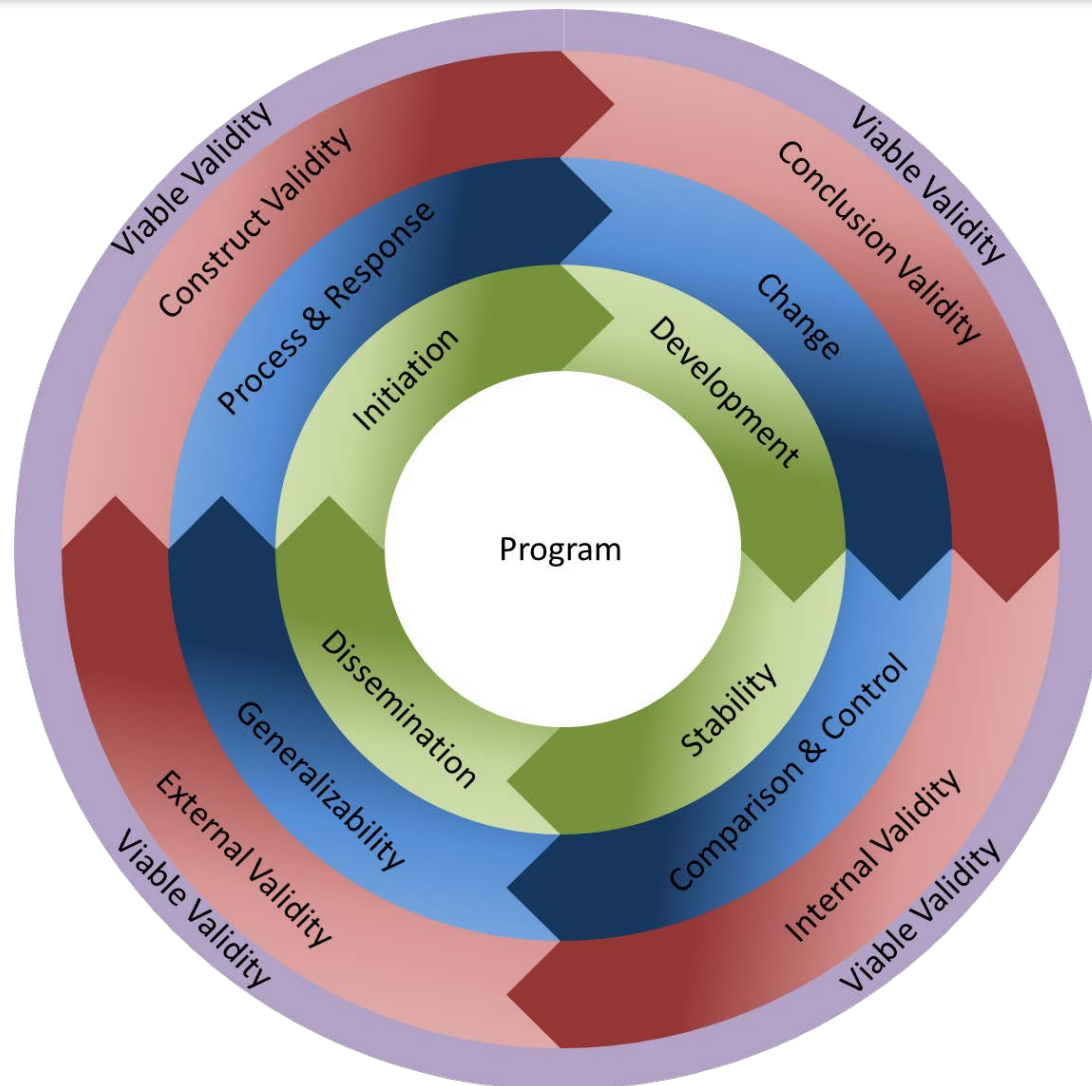 Viable Validity
Viable Validity
Construct Validity
Conclusion Validity
Process & Response
Change
Initiation
Development
Program
Dissemination
Stability
Generalizability
Comparison & Control
External Validity
Internal Validity
Viable Validity
Viable Validity